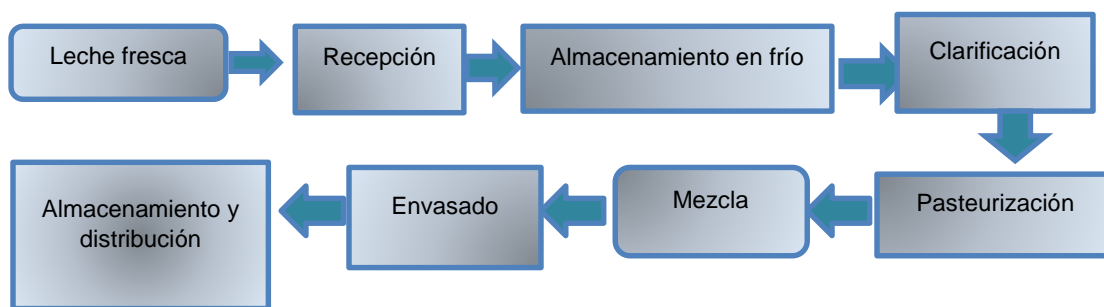 Leche fresca
Recepción
Almacenamiento en frío
Clarificación
Pasteurización
Mezcla
Envasado
Almacenamiento y
distribución